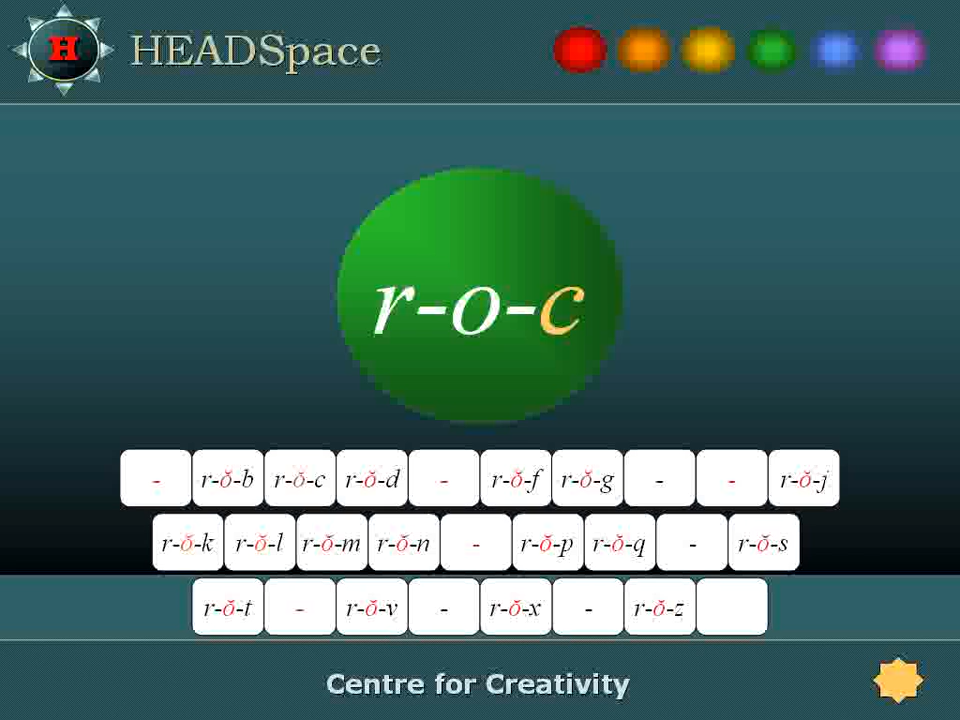 H HEADSpace
r-o-c
- r-ŏ-b r-ŏ-c r-ŏ-d - r-ŏ-f r-ŏ-g - - r-ŏ-j
r-ŏ-k r-ŏ-l r-ŏ-m r-ŏ-n - r-ŏ-p r-ŏ-q - r-ŏ-s
r-ŏ-t - r-ŏ-v - r-ŏ-x - r-ŏ-z
Centre for Creativity